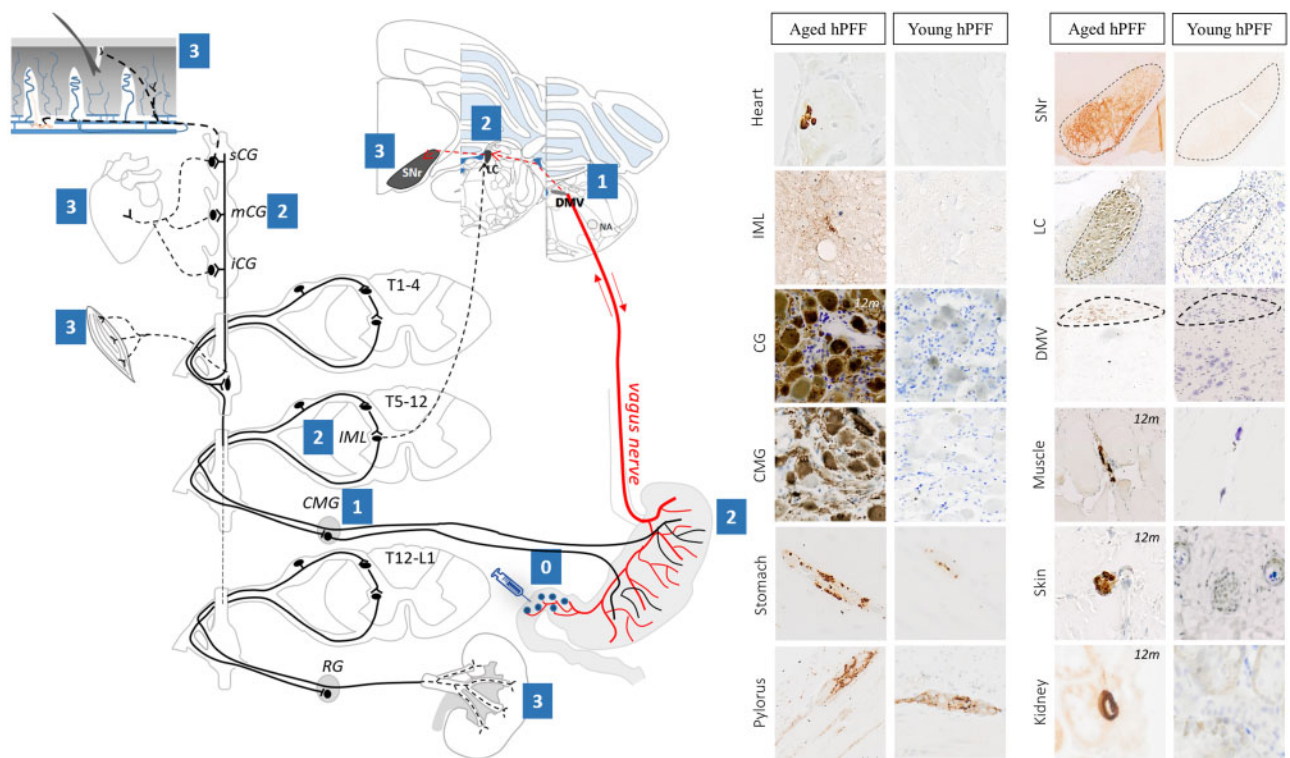 3
sCG
3
mCG
2
iCG
3
T1-4
T5-12
2
IML
CMG
1
T12-L1
RG
3
0
2
vagus nerve
3
SNr
2
LC
1
DMV
NA
Aged hPFF
Young hPFF
Heart
IML
CG
12m
CMG
Stomach
Pylorus
Aged hPFF
Young hPFF
SNr
LC
DMV
Muscle
12m
Skin
12m
Kidney
12m